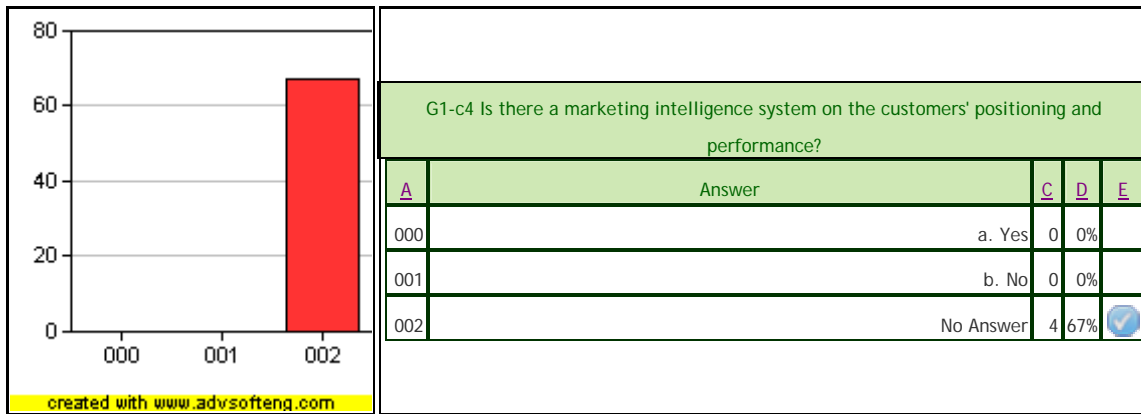 80
60
40
20
0
000 001 002
created with www.advsofteng.com
G1-c4 Is there a marketing intelligence system on the customers' positioning and
performance?
A Answer C D E
000 a. Yes 0 0%
001 b. No 0 0%
002 No Answer 4 67%